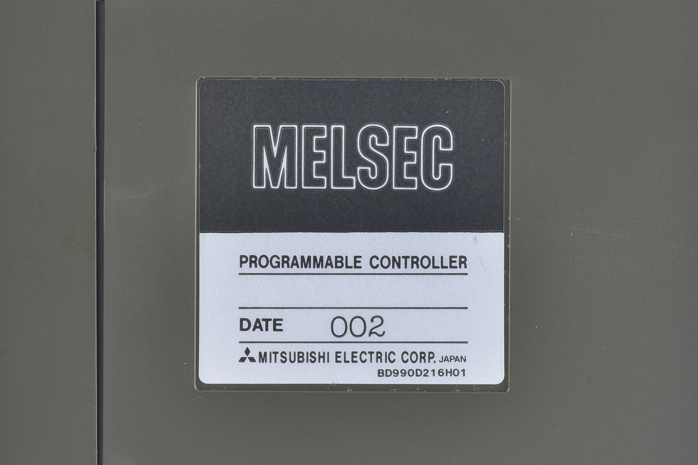 MELSEC
PROGRAMMABLE CONTROLLER
DATE 002
MITSUBISHI ELECTRIC CORP. JAPAN
BD990D216H01